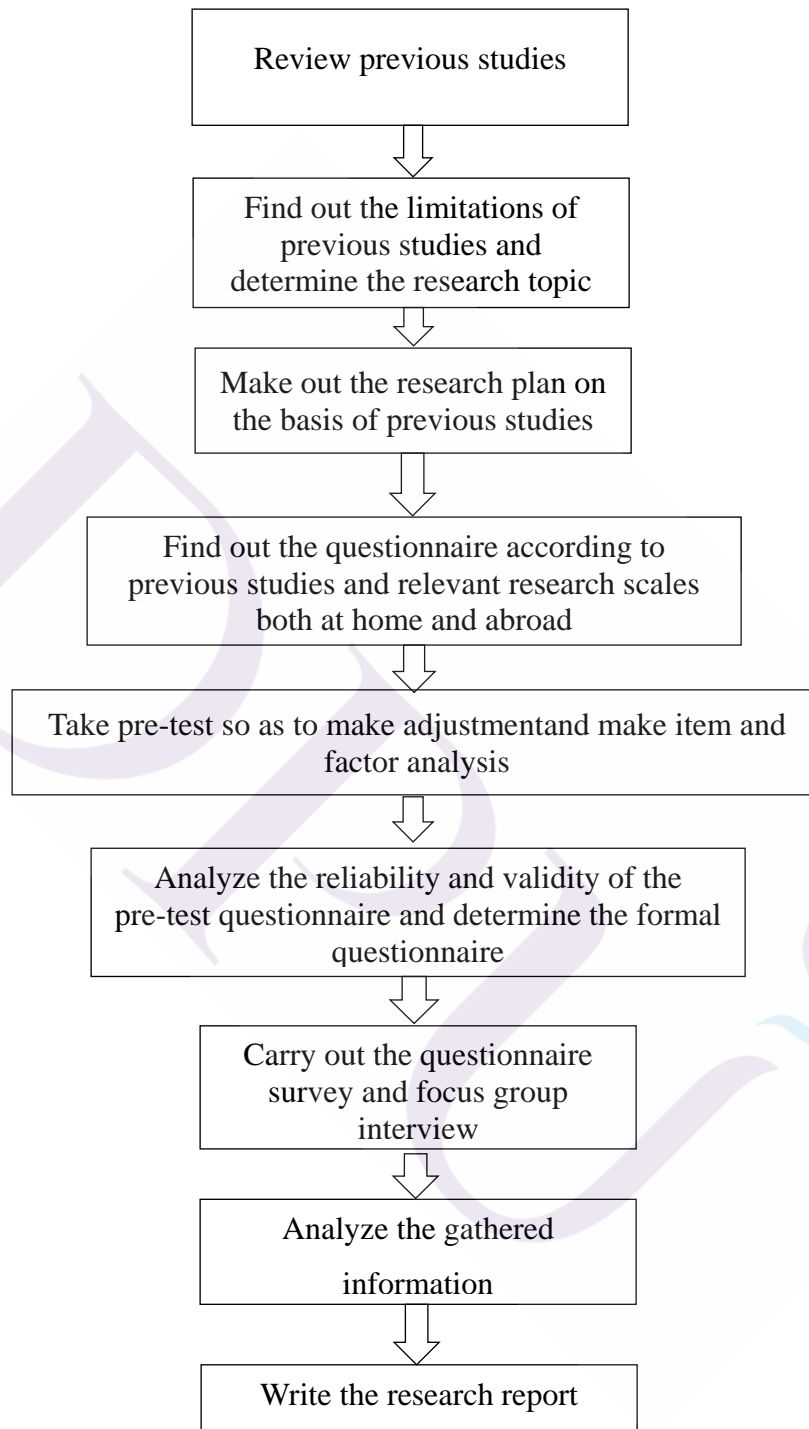 Review previous studies
Find out the limitations of
previous studies and
determine the research topic
Make out the research plan on
the basis of previous studies
Find out the questionnaire according to
previous studies and relevant research scales
both at home and abroad
Take pre-test so as to make adjustmentand make item and
factor analysis
Analyze the reliability and validity of the
pre-test questionnaire and determine the formal
questionnaire
Carry out the questionnaire
survey and focus group
interview
Analyze the gathered
information
Write the research report
DPU